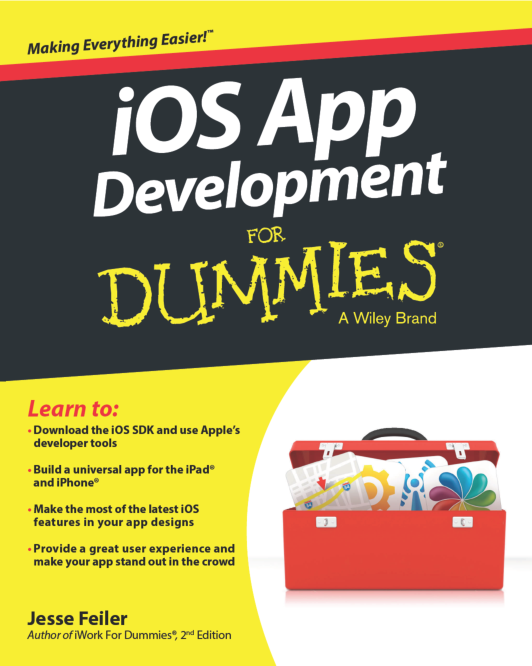 Making Everything Easier!™
iOS App
Development
FOR
DUMMIES®
A Wiley Brand
Learn to:
• Download the iOS SDK and use Apple’s
developer tools
• Build a universal app for the iPad®
and iPhone®
• Make the most of the latest iOS
features in your app designs
• Provide a great user experience and
make your app stand out in the crowd
Jesse Feiler
Author of iWork For Dummies®, 2nd Edition